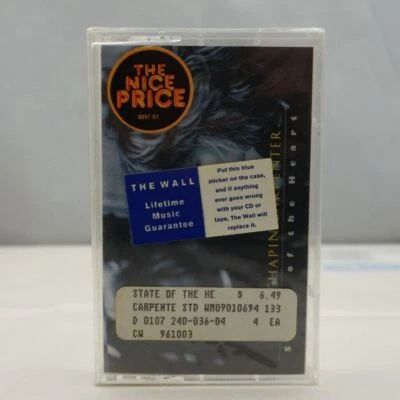 THE
NICE
PRICE
THE WALL
Lifetime
Music
Guarantee
Put this blue
sticker on the case,
and if anything
ever goes wrong
with your CD or
tape, The Wall will
replace it.
of the Heart
STATE OF THE HE $ 6.49
CARPENTE STD WM09010694 133
D 0107 240-036-04 4 EA
CW 961003